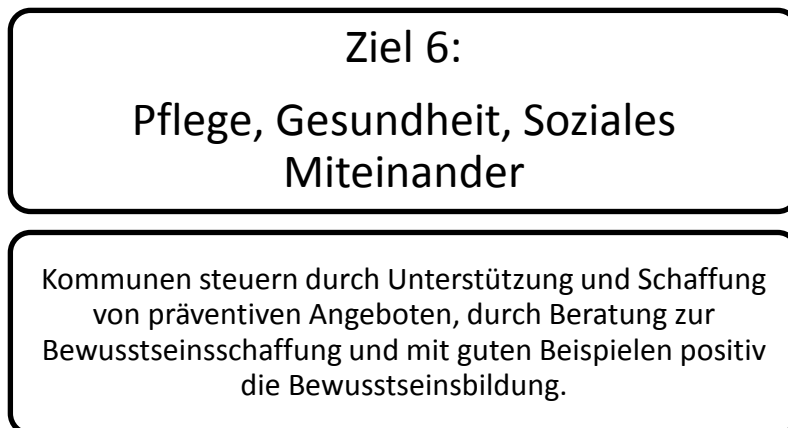 Ziel 6:
Pflege, Gesundheit, Soziales
Miteinander
Kommunen steuern durch Unterstützung und Schaffung
von präventiven Angeboten, durch Beratung zur
Bewusstseinsschaffung und mit guten Beispielen positiv
die Bewusstseinsbildung.